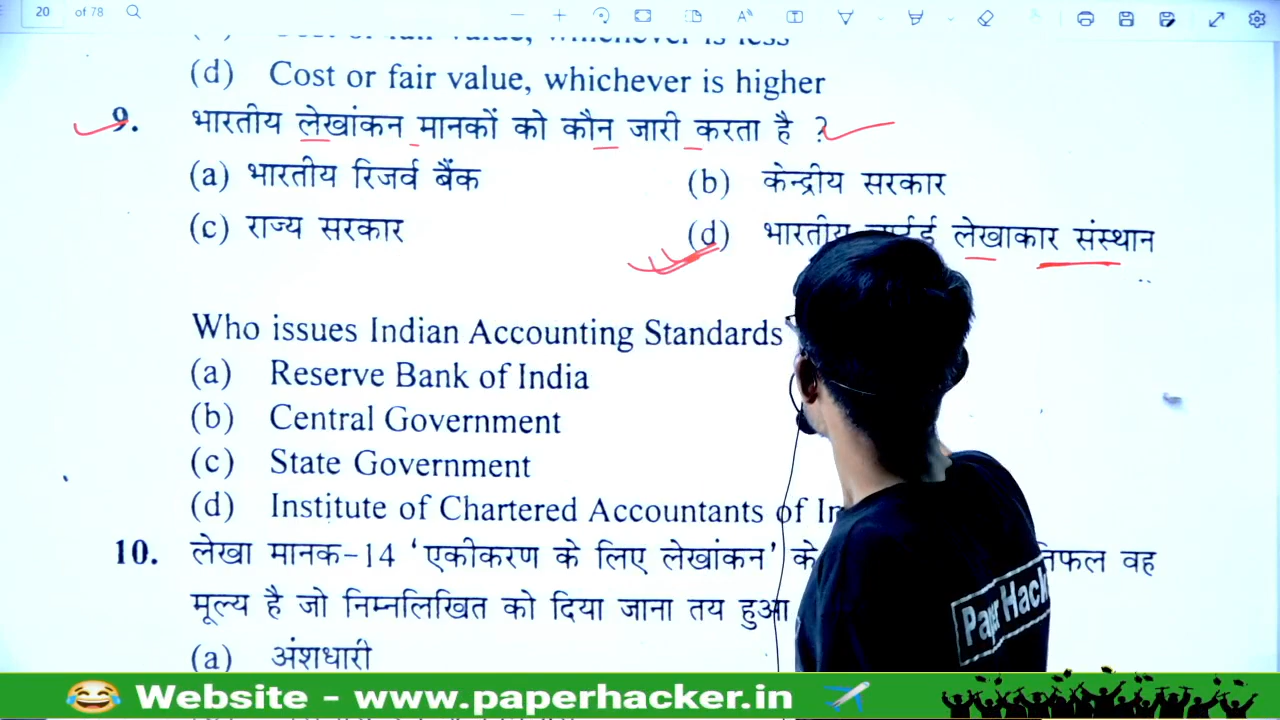 20 of 78
(d) Cost or fair value, whichever is higher
9. भारतीय लेखांकन मानकों को कौन जारी करता है ?
(a) भारतीय रिजर्व बैंक (b) केन्द्रीय सरकार
(c) राज्य सरकार (d) भारतीय लेखाकार संस्थान
Who issues Indian Accounting Standards
(a) Reserve Bank of India
(b) Central Government
(c) State Government
(d) Institute of Chartered Accountants of
10. लेखा मानक-14 ‘एकीकरण के लिए लेखांकन’ के वह
मूल्य है जो निम्नलिखित को दिया जाना तय हुआ
(a) अंशधारी
Paper Hack
Website - www.paperhacker.in